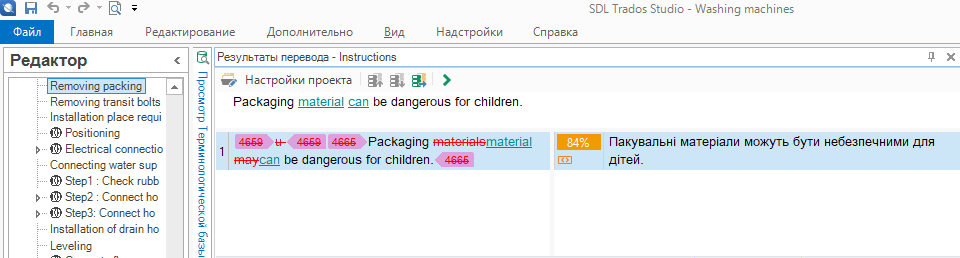 SDL Trados Studio - Washing machines
Файл Главная Редактирование Дополнительно Вид Надстройки Справка
Редактор
Removing packing
Removing transit bolts
Installation place requi
Positioning
Electrical connectio
Connecting water sup
Step1 : Check rubb
Step2 : Connect ho
Step3: Connect ho
Installation of drain ho
Leveling
Просмотр Терминологической базы
Результаты перевода - Instructions
Настройки проекта
Packaging material can be dangerous for children.
1 4659 u 4659 4665 Packaging materialsmaterial
maycan be dangerous for children. 4665
84% Пакувальні матеріали можуть бути небезпечними для
дітей.